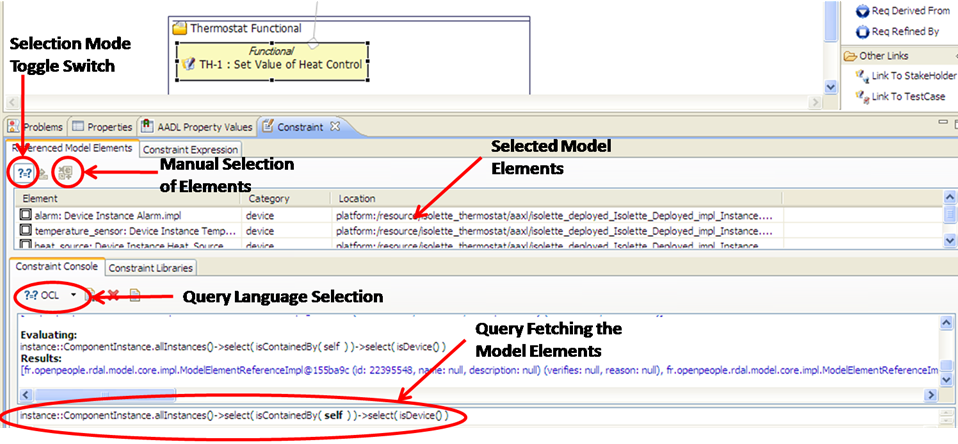 Thermostat Functional
Functional
TH-1 : Set Value of Heat Control
Req Derived From
Req Refined By
Other Links
Link To StakeHolder
Link To TestCase
Selection Mode
Toggle Switch
Problems
Properties
AADL Property Values
Constraint
Referenced Model Elements
Constraint Expression
Manual Selection
of Elements
Selected Model
Elements
Element
Category
Location
alarm: Device Instance Alarm.impl
device
platform:/resource/isolette_thermostat/aaxl/isolette_deployed_Isolette_Deployed_impl_Instance....
temperature_sensor: Device Instance Temp...
device
platform:/resource/isolette_thermostat/aaxl/isolette_deployed_Isolette_Deployed_impl_Instance....
heat_source: Device Instance Heat_Source
device
platform:/resource/isolette_thermostat/aaxl/isolette_deployed_Isolette_Deployed_impl_Instance
Constraint Console
Constraint Libraries
?=? OCL
Query Language Selection
Query Fetching the
Model Elements
Evaluating:
instance::ComponentInstance.allInstances()->select( isContainedBy( self ) )->select( isDevice() )
Results:
[fr.openpeople.rdal.model.core.impl.ModelElementReferenceImpl@155ba9c (id: 22395548, name: null, description: null) (verifies: null, reason: null), fr.openpeople.rdal.model.core.impl.ModelElementReferenceIm
instance::ComponentInstance.allInstances()->select( isContainedBy( self ) )->select( isDevice() )